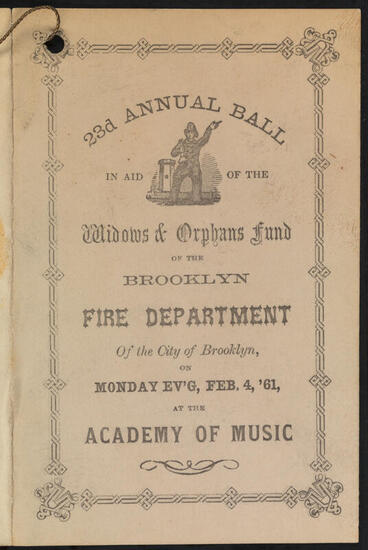 23d ANNUAL BALL
IN AID OF THE
Widows & Orphans Fund
OF THE
BROOKLYN
FIRE DEPARTMENT
Of the City of Brooklyn,
ON
MONDAY EV'G, FEB. 4, '61,
AT THE
ACADEMY OF MUSIC